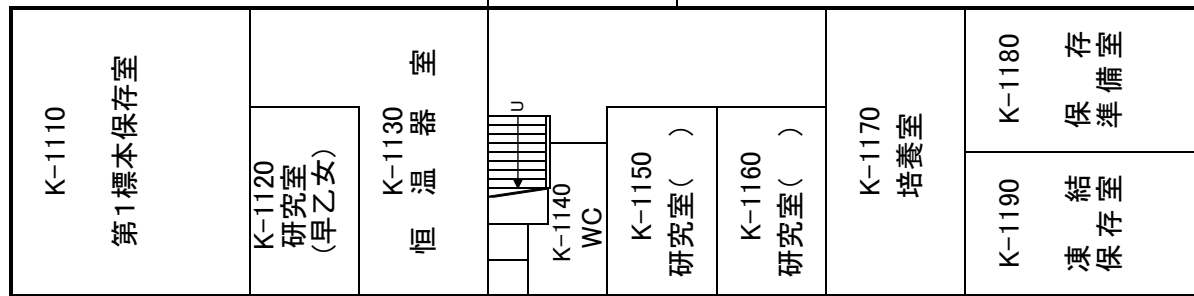 K-1110
第1標本保存室
K-1120
研究室
(早乙女)
K-1130
恒温器室
U
K-1140
WC
K-1150
研究室( )
K-1160
研究室( )
K-1170
培養室
K-1180
保存
準備室
K-1190
凍結
保存室